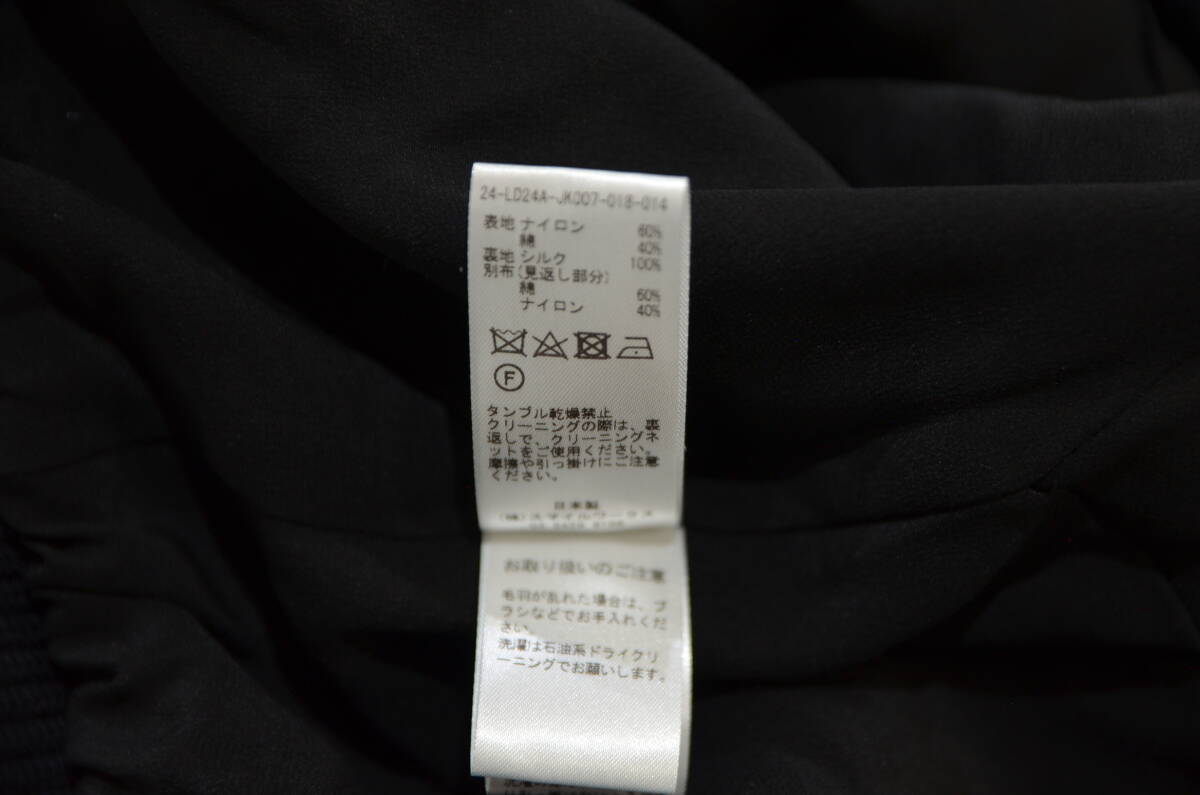 24-LD24A-JK007-018-014
表地 ナイロン 60%
綿 40%
裏地 シルク 100%
別布(見返し部分)
綿 60%
ナイロン 40%
F
タンブル乾燥禁止
クリーニングの際は、裏
返しで、クリーニングネ
ットをご使用ください。
摩擦や引っ掛けにご注意
ください。
日本製
お取り扱いのご注意
毛羽が乱れた場合は、ブ
ラシなどでお手入れくだ
さい。
洗濯は石油系ドライクリ
ーニングでお願いします。